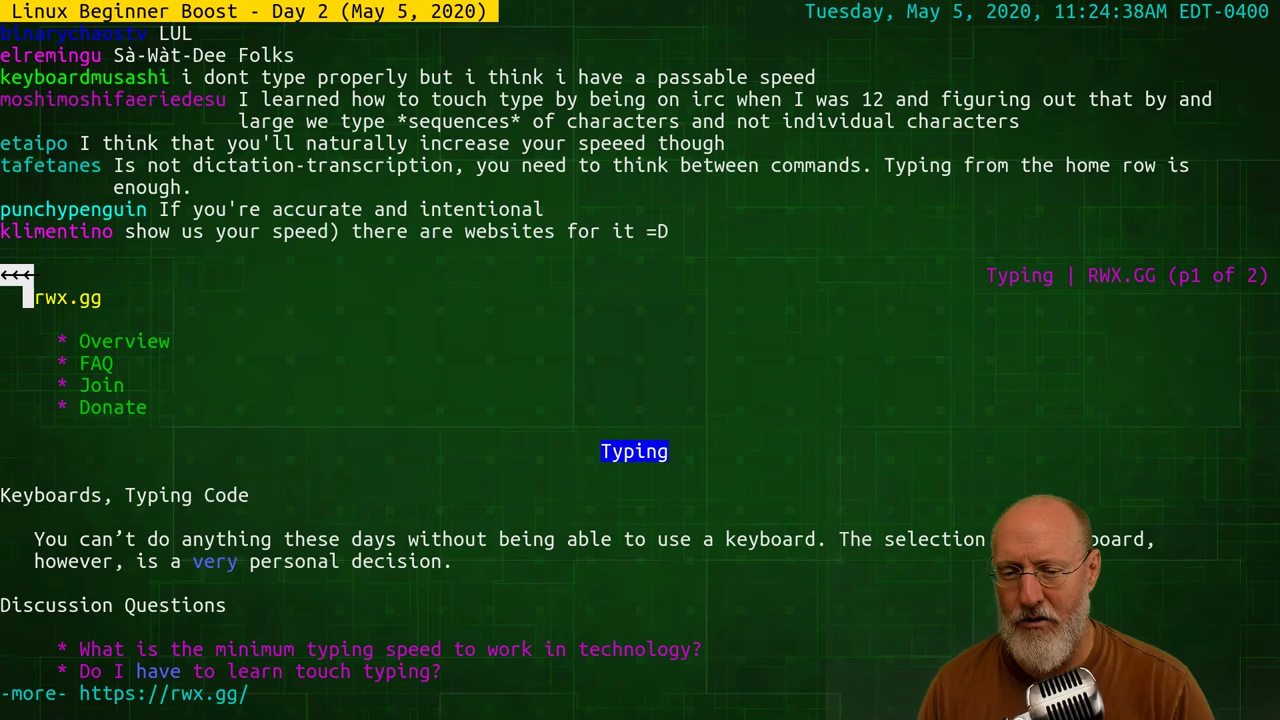 Linux Beginner Boost - Day 2 (May 5, 2020)
Tuesday, May 5, 2020, 11:24:38AM EDT-0400
binarychaostv LUL
elremingu Sà-Wàt-Dee Folks
keyboardmusashi i dont type properly but i think i have a passable speed
moshimoshifaeriedesu I learned how to touch type by being on irc when I was 12 and figuring out that by and
large we type *sequences* of characters and not individual characters
etaipo I think that you'll naturally increase your speeed though
tafetanes Is not dictation-transcription, you need to think between commands. Typing from the home row is
enough.
punchypenguin If you're accurate and intentional
klimentino show us your speed) there are websites for it =D
←←←
Typing | RWX.GG (p1 of 2)
rwx.gg
* Overview
* FAQ
* Join
* Donate
Typing
Keyboards, Typing Code
You can’t do anything these days without being able to use a keyboard. The selection board,
however, is a very personal decision.
Discussion Questions
* What is the minimum typing speed to work in technology?
* Do I have to learn touch typing?
-more- https://rwx.gg/